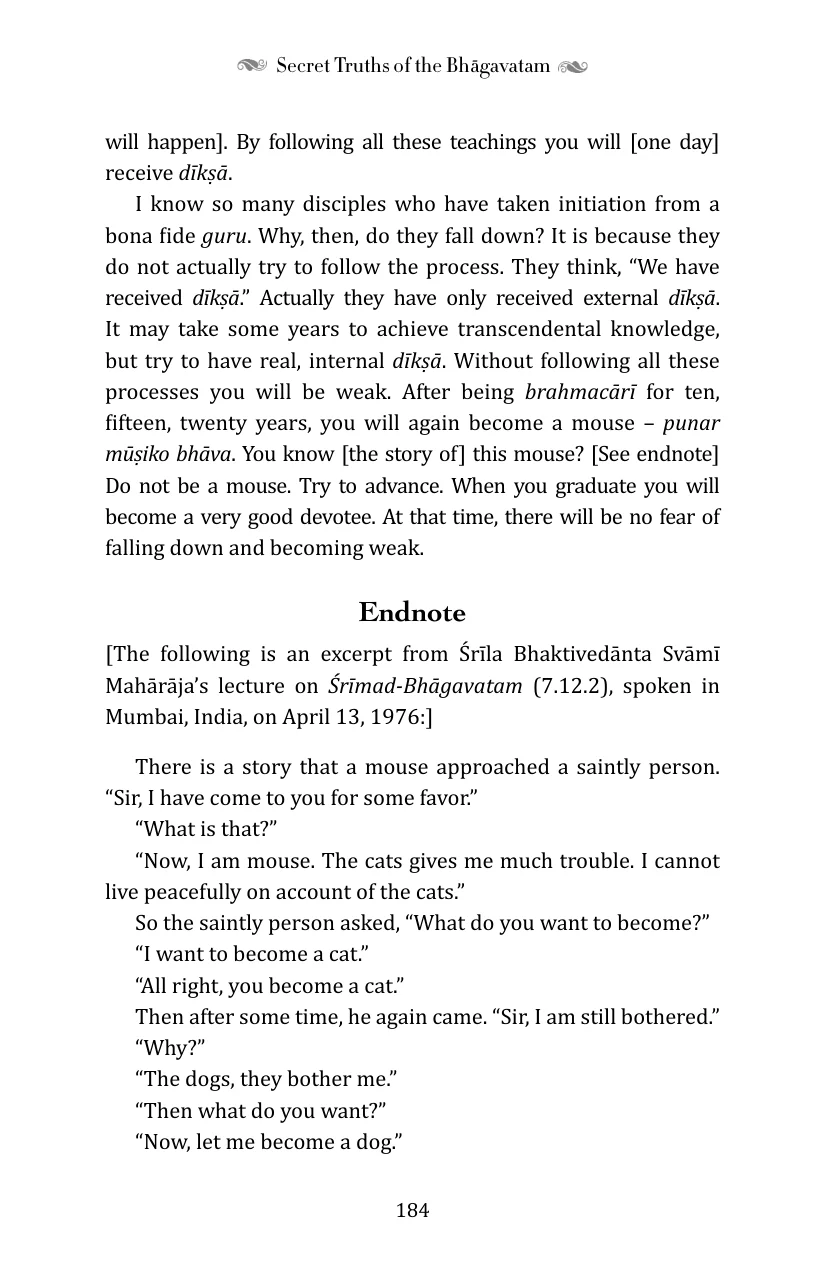 Secret Truths of the Bhāgavatam
will happen]. By following all these teachings you will [one day]
receive dīkṣā.
I know so many disciples who have taken initiation from a
bona fide guru. Why, then, do they fall down? It is because they
do not actually try to follow the process. They think, “We have
received dīkṣā.” Actually they have only received external dīkṣā.
It may take some years to achieve transcendental knowledge,
but try to have real, internal dīkṣā. Without following all these
processes you will be weak. After being brahmacārī for ten,
fifteen, twenty years, you will again become a mouse – punar
mūṣiko bhāva. You know [the story of] this mouse? [See endnote]
Do not be a mouse. Try to advance. When you graduate you will
become a very good devotee. At that time, there will be no fear of
falling down and becoming weak.
Endnote
[The following is an excerpt from Śrīla Bhaktivedānta Svāmī
Mahārāja’s lecture on Śrīmad-Bhāgavatam (7.12.2), spoken in
Mumbai, India, on April 13, 1976:]
There is a story that a mouse approached a saintly person.
“Sir, I have come to you for some favor.”
“What is that?”
“Now, I am mouse. The cats gives me much trouble. I cannot
live peacefully on account of the cats.”
So the saintly person asked, “What do you want to become?”
“I want to become a cat.”
“All right, you become a cat.”
Then after some time, he again came. “Sir, I am still bothered.”
“Why?”
“The dogs, they bother me.”
“Then what do you want?”
“Now, let me become a dog.”
184